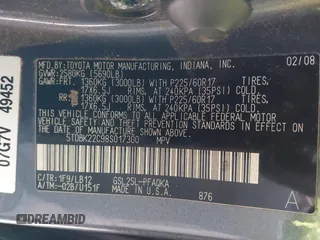 MFD. BY: TOYOTA MOTOR MANUFACTURING, INDIANA, INC. 02/08
GVWR: 2580KG (5690LB)
GAWR: FRT. 1360KG (3000LB) WITH P225/60R17 TIRES,
17X6.5J RIMS, AT 240KPA (35PSI) COLD
RR. 1360KG (3000LB) WITH P225/60R17 TIRES,
17X6.5J RIMS, AT 240KPA (35PSI) COLD
THIS VEHICLE CONFORMS TO ALL APPLICABLE FEDERAL MOTOR
VEHICLE SAFETY AND THEFT PREVENTION STANDARDS IN
EFFECT ON THE DATE OF MANUFACTURE SHOWN ABOVE.
5TDBK22C98S017300 MPV
C/TR: 1F9/LB12 GSL25L-PFAQKA
A/TM:-02B/U151F 876
A
07G7V 49452
© DRIVE AND BID